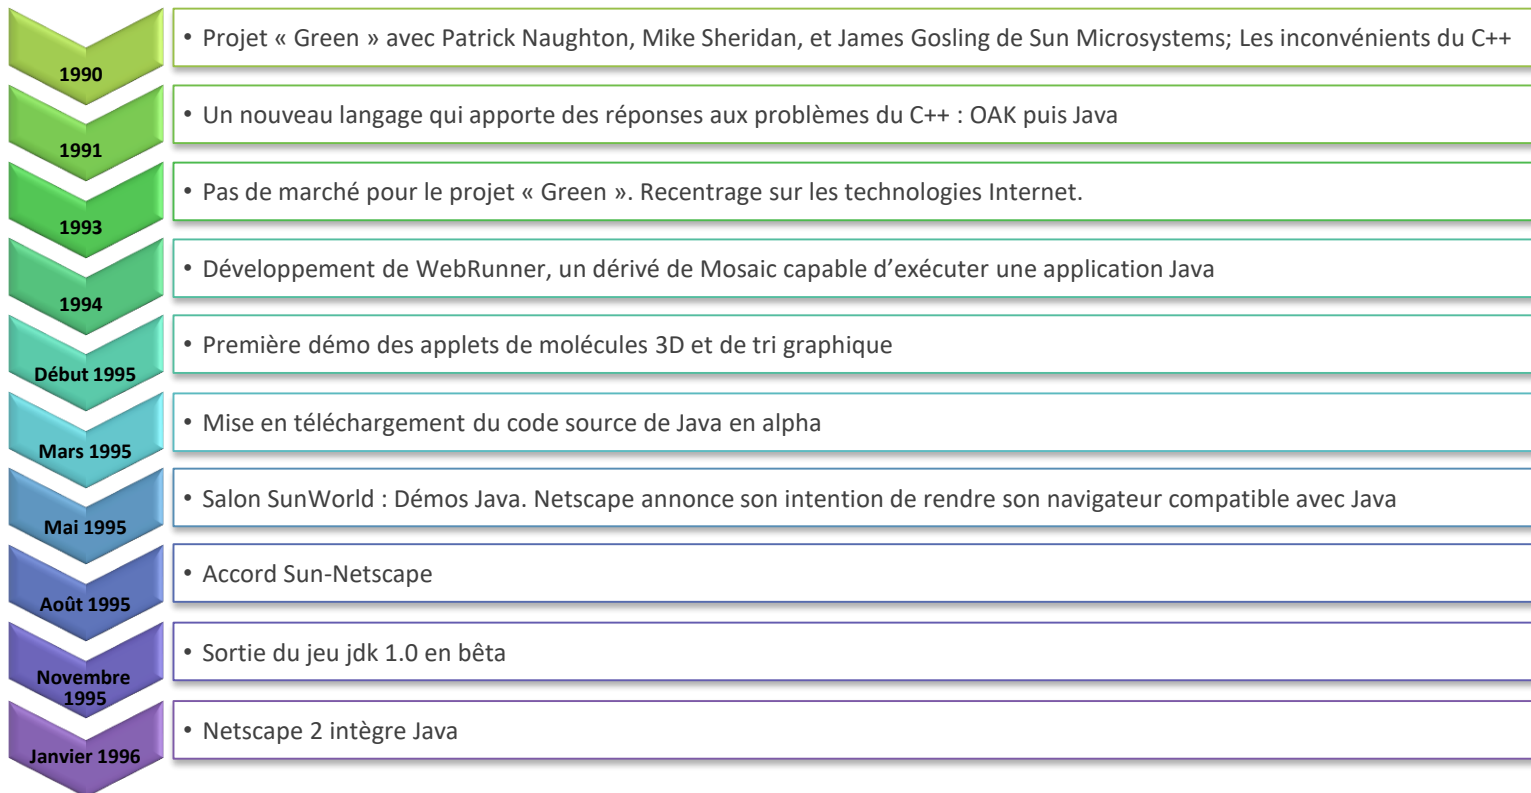 1990
• Projet « Green » avec Patrick Naughton, Mike Sheridan, et James Gosling de Sun Microsystems; Les inconvénients du C++
1991
• Un nouveau langage qui apporte des réponses aux problèmes du C++ : OAK puis Java
1993
• Pas de marché pour le projet « Green ». Recentrage sur les technologies Internet.
1994
• Développement de WebRunner, un dérivé de Mosaic capable d’exécuter une application Java
Début 1995
• Première démo des applets de molécules 3D et de tri graphique
Mars 1995
• Mise en téléchargement du code source de Java en alpha
Mai 1995
• Salon SunWorld : Démos Java. Netscape annonce son intention de rendre son navigateur compatible avec Java
Août 1995
• Accord Sun-Netscape
Novembre
1995
• Sortie du jeu jdk 1.0 en bêta
Janvier 1996
• Netscape 2 intègre Java